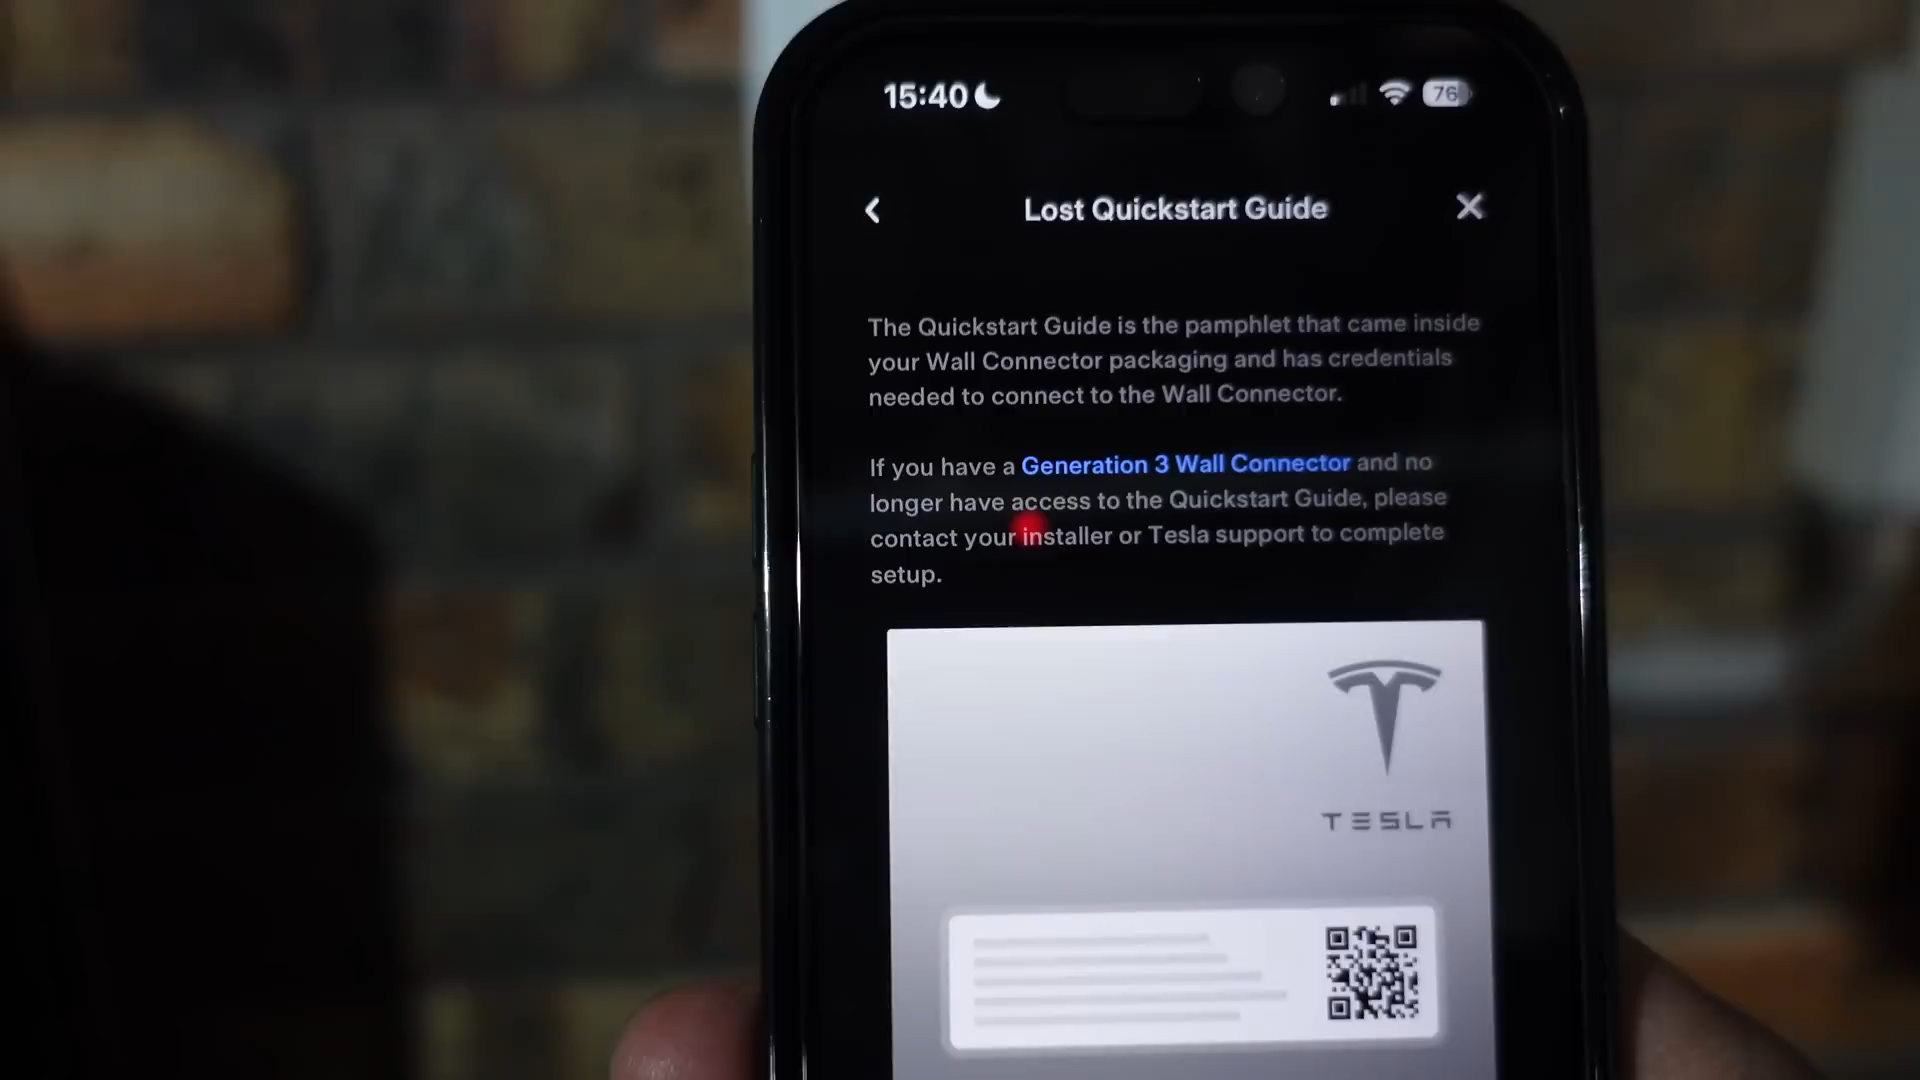 15:40
76
Lost Quickstart Guide
The Quickstart Guide is the pamphlet that came inside
your Wall Connector packaging and has credentials
needed to connect to the Wall Connector.
If you have a Generation 3 Wall Connector and no
longer have access to the Quickstart Guide, please
contact your installer or Tesla support to complete
setup.
TESLA